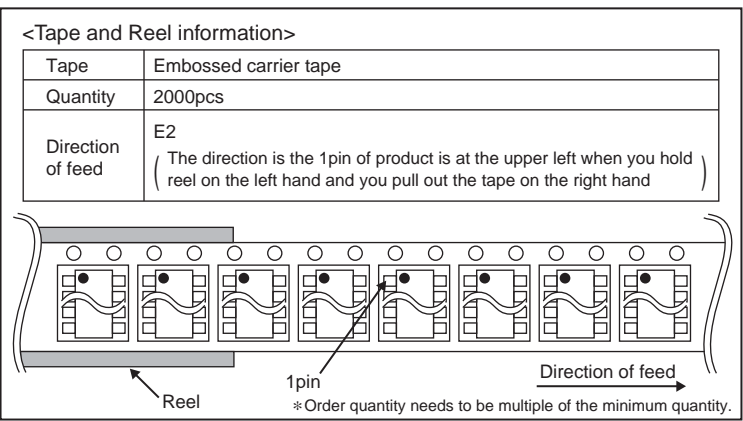 <Tape and Reel information>
Tape Embossed carrier tape
Quantity 2000pcs
Direction of feed E2
( The direction is the 1pin of product is at the upper left when you hold
reel on the left hand and you pull out the tape on the right hand )
1pin
Direction of feed
Reel
*Order quantity needs to be multiple of the minimum quantity.